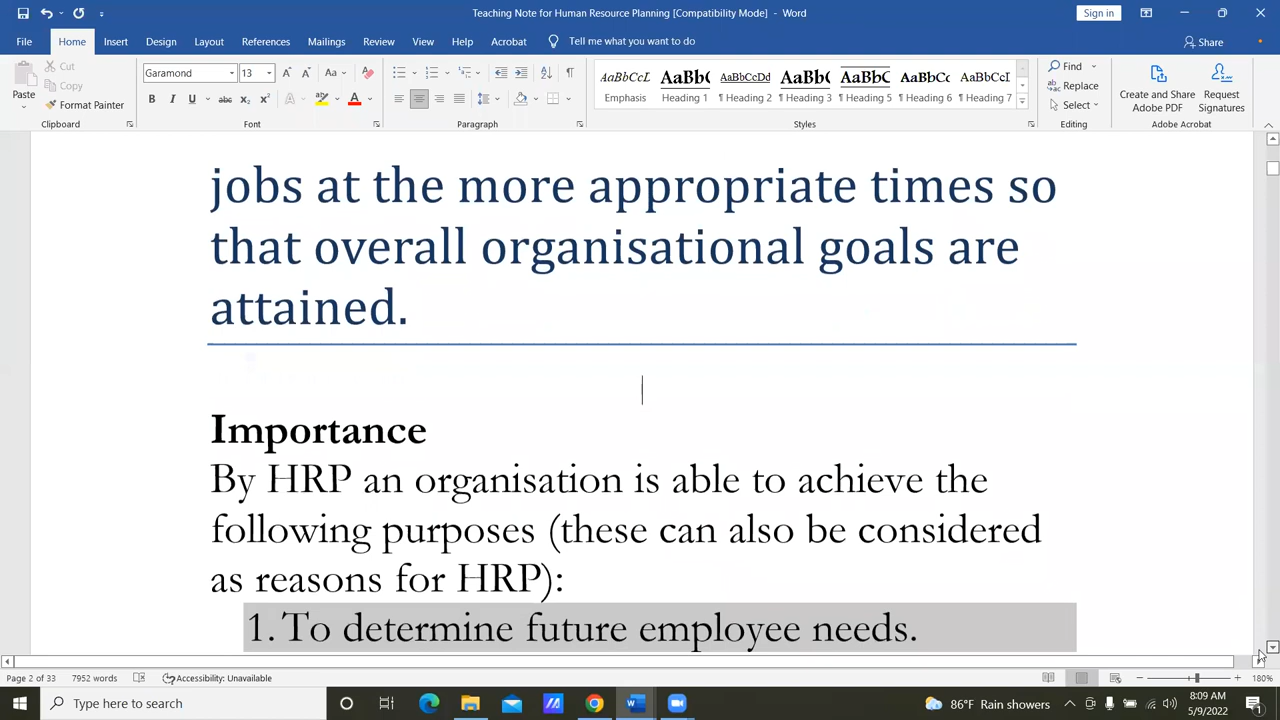 Teaching Note for Human Resource Planning [Compatibility Mode] - Word
Sign in
File Home Insert Design Layout References Mailings Review View Help Acrobat Tell me what you want to do Share
Paste
Cut
Copy
Format Painter
Clipboard
Garamond 13
Font
Paragraph
AaBbCcL AaBb( AaBbCcDd AaBbC AaBbC AaBbCc AaBbCcD
Emphasis Heading 1 ¶ Heading 2 ¶ Heading 3 ¶ Heading 5 ¶ Heading 6 ¶ Heading 7
Styles
Find
Replace
Select
Editing
Create and Share
Adobe PDF
Request
Signatures
Adobe Acrobat
jobs at the more appropriate times so
that overall organisational goals are
attained.
Importance
By HRP an organisation is able to achieve the
following purposes (these can also be considered
as reasons for HRP):
1. To determine future employee needs.
Page 2 of 33 7952 words Accessibility: Unavailable 180%
Type here to search
86°F Rain showers
8:09 AM
5/9/2022